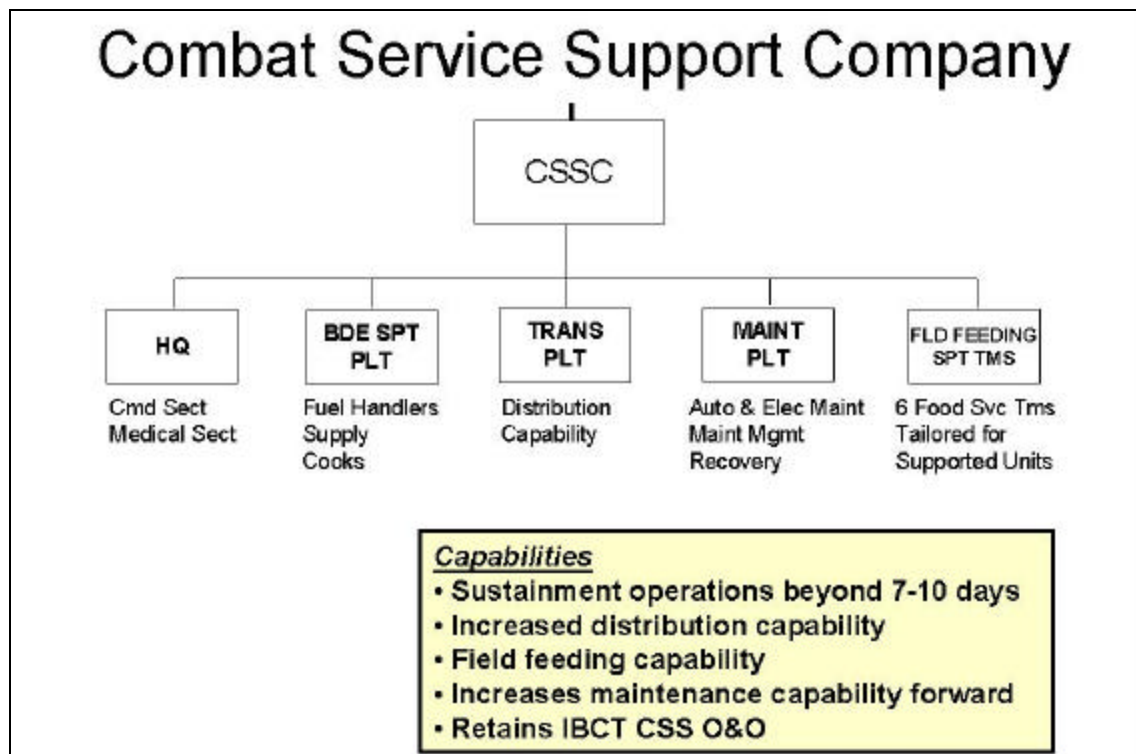 Combat Service Support Company
CSSC
HQ
Cmd Sect
Medical Sect
BDE SPT
PLT
Fuel Handlers
Supply
Cooks
TRANS
PLT
Distribution
Capability
MAINT
PLT
Auto & Elec Maint
Maint Mgmt
Recovery
FLD FEEDING
SPT TMS
6 Food Svc Tms
Tailored for
Supported Units
Capabilities
• Sustainment operations beyond 7-10 days
• Increased distribution capability
• Field feeding capability
• Increases maintenance capability forward
• Retains IBCT CSS O&O